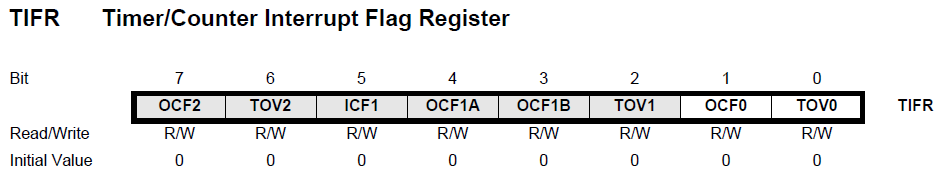 TIFR Timer/Counter Interrupt Flag Register
Bit 7 6 5 4 3 2 1 0
OCF2 TOV2 ICF1 OCF1A OCF1B TOV1 OCF0 TOV0 TIFR
Read/Write R/W R/W R/W R/W R/W R/W R/W R/W
Initial Value 0 0 0 0 0 0 0 0